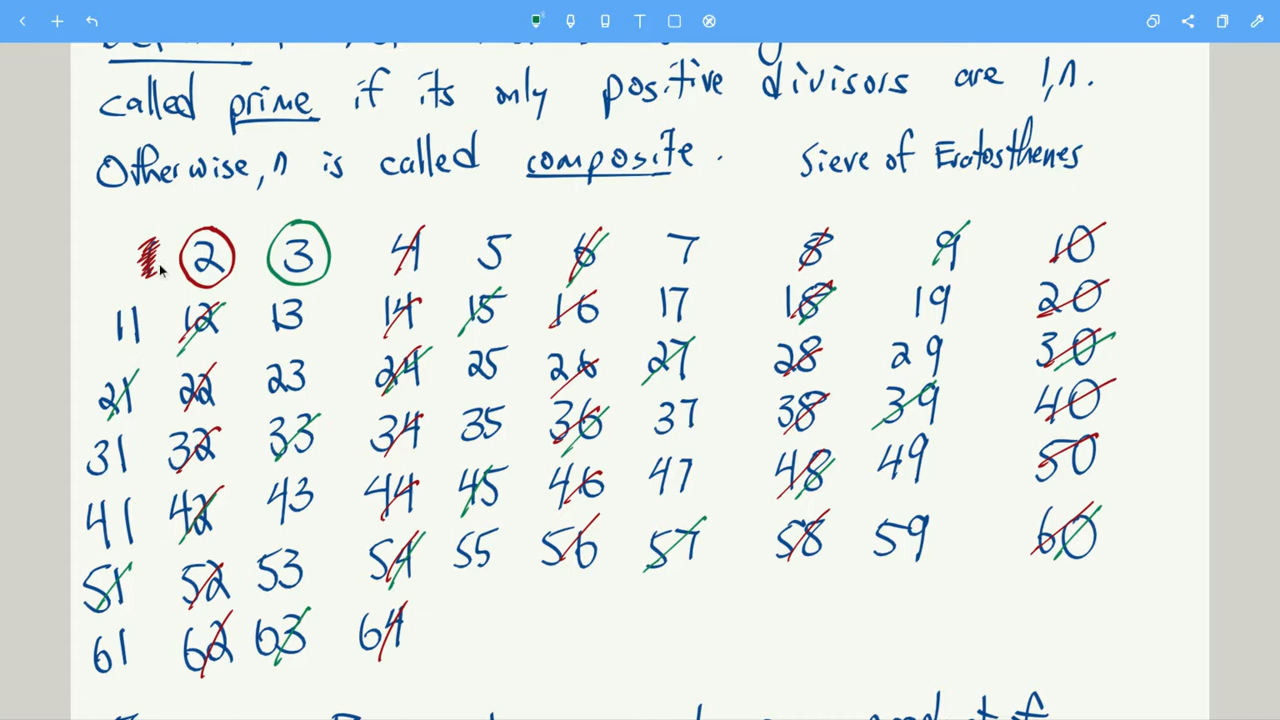 called prime if its only positive divisors are 1, n.
Otherwise, n is called composite. Sieve of Eratosthenes
1 2 3 4 5 6 7 8 9 10
11 12 13 14 15 16 17 18 19 20
21 22 23 24 25 26 27 28 29 30
31 32 33 34 35 36 37 38 39 40
41 42 43 44 45 46 47 48 49 50
51 52 53 54 55 56 57 58 59 60
61 62 63 64
product of